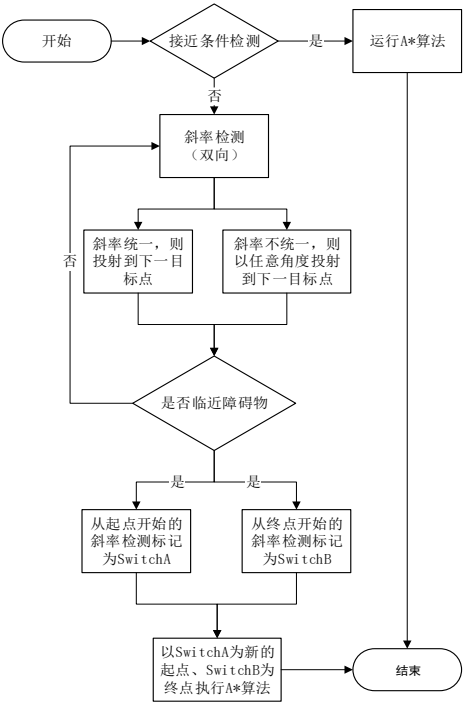 开始
接近条件检测
是
运行A*算法
否
斜率检测
（双向）
斜率统一，则
投射到下一目
标点
斜率不统一，则
以任意角度投射
到下一目标点
否
是否临近障碍物
是
是
从起点开始的
斜率检测标记
为SwitchA
从终点开始的
斜率检测标记
为SwitchB
以SwitchA为新的
起点、SwitchB为
终点执行A*算法
结束